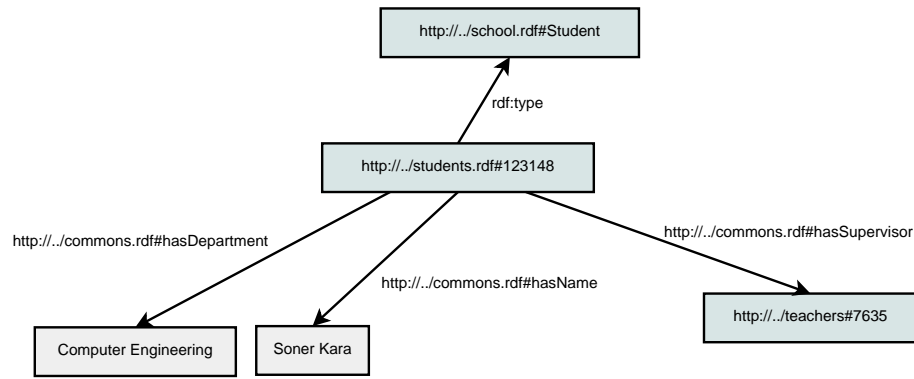 http://../school.rdf#Student
rdf:type
http://../students.rdf#123148
http://../commons.rdf#hasDepartment
http://../commons.rdf#hasSupervisor
http://../commons.rdf#hasName
http://../teachers#7635
Computer Engineering
Soner Kara